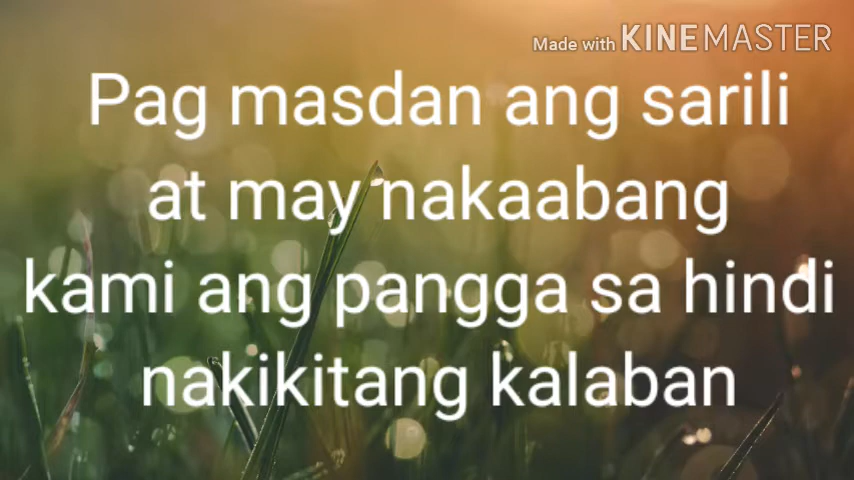 Made with KINEMASTER
Pag masdan ang sarili
at may nakaabang
kami ang pangga sa hindi
nakikitang kalaban